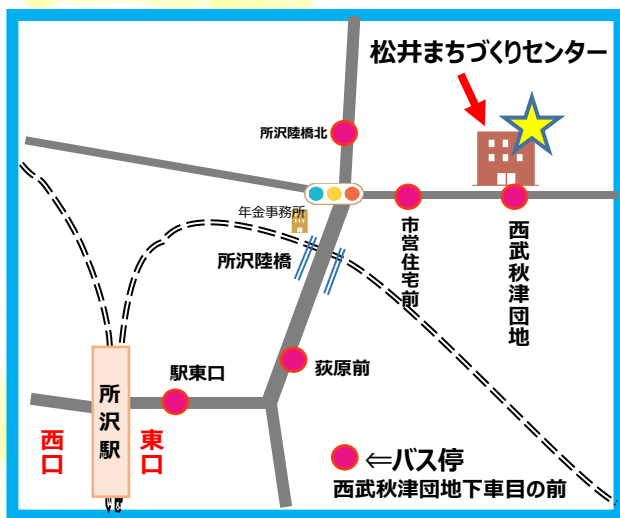 松井まちづくりセンター
所沢陸橋北
年金事務所
所沢陸橋
市営住宅前
西武秋津団地
駅東口
荻原前
所沢駅
西口
東口
⇐バス停
西武秋津団地下車目の前